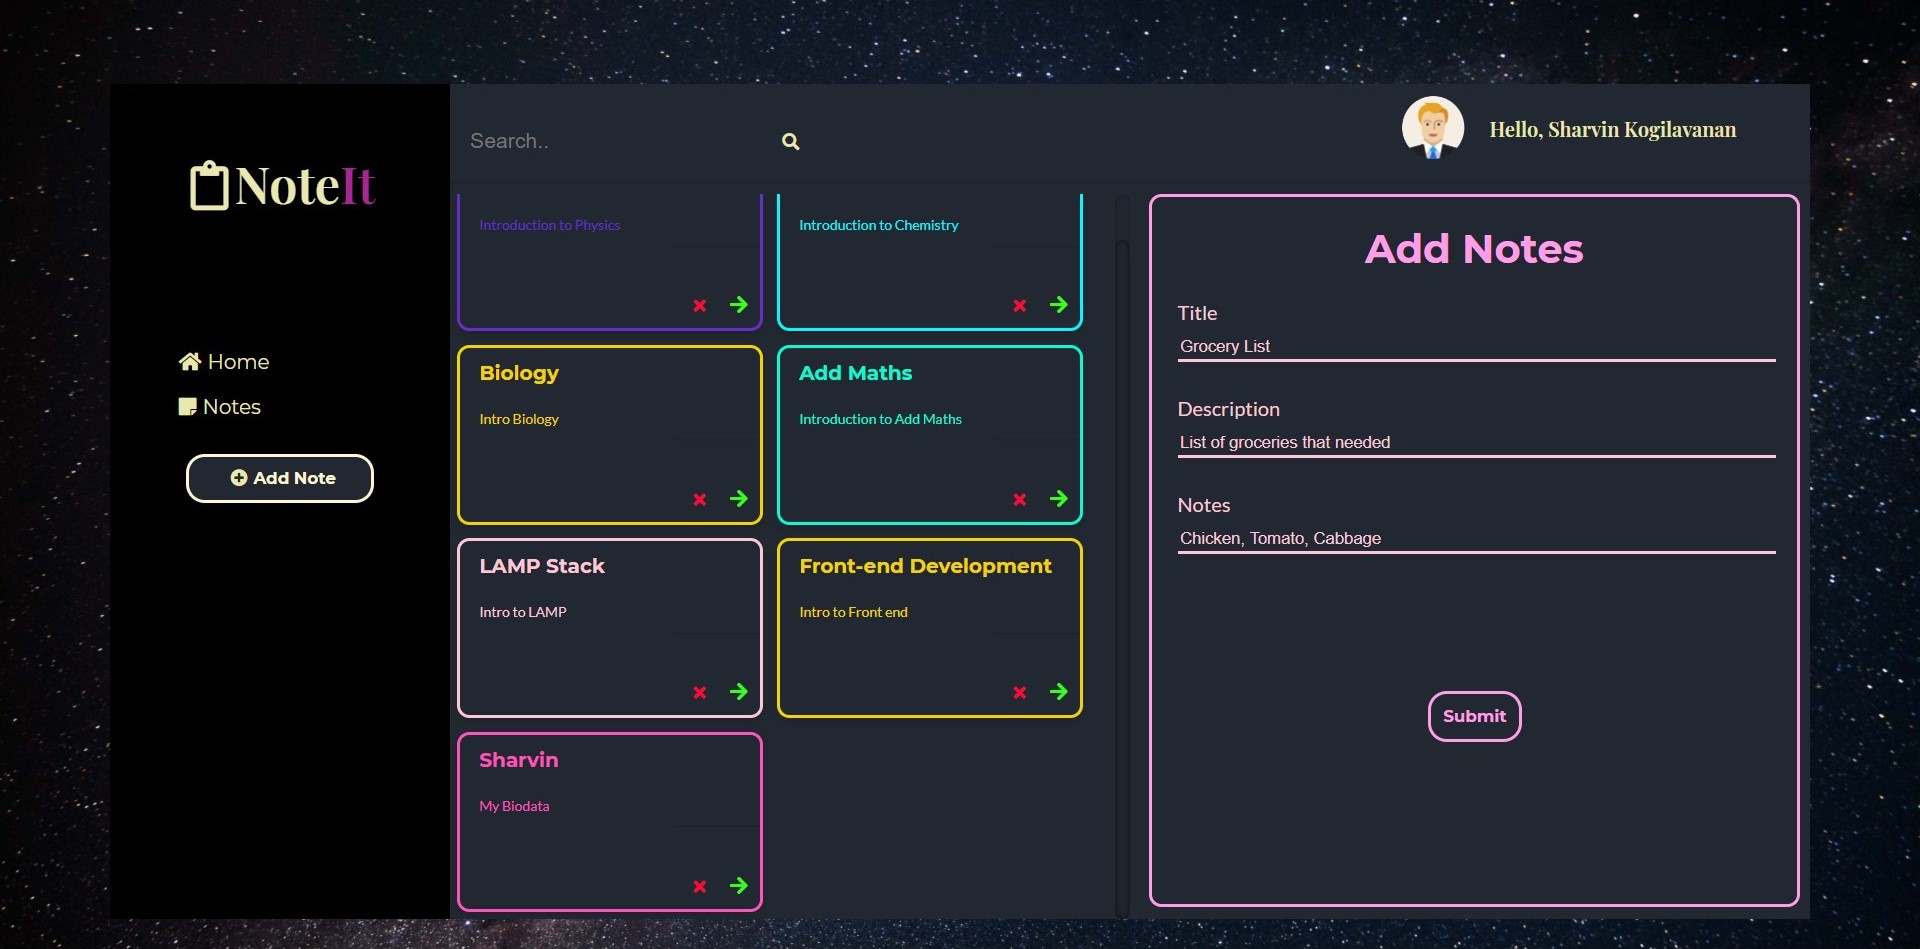 NoteIt
Home
Notes
Add Note
Search..
Hello, Sharvin Kogilavanan
Introduction to Physics
Introduction to Chemistry
Biology
Intro Biology
Add Maths
Introduction to Add Maths
LAMP Stack
Intro to LAMP
Front-end Development
Intro to Front end
Sharvin
My Biodata
Add Notes
Title
Grocery List
Description
List of groceries that needed
Notes
Chicken, Tomato, Cabbage
Submit